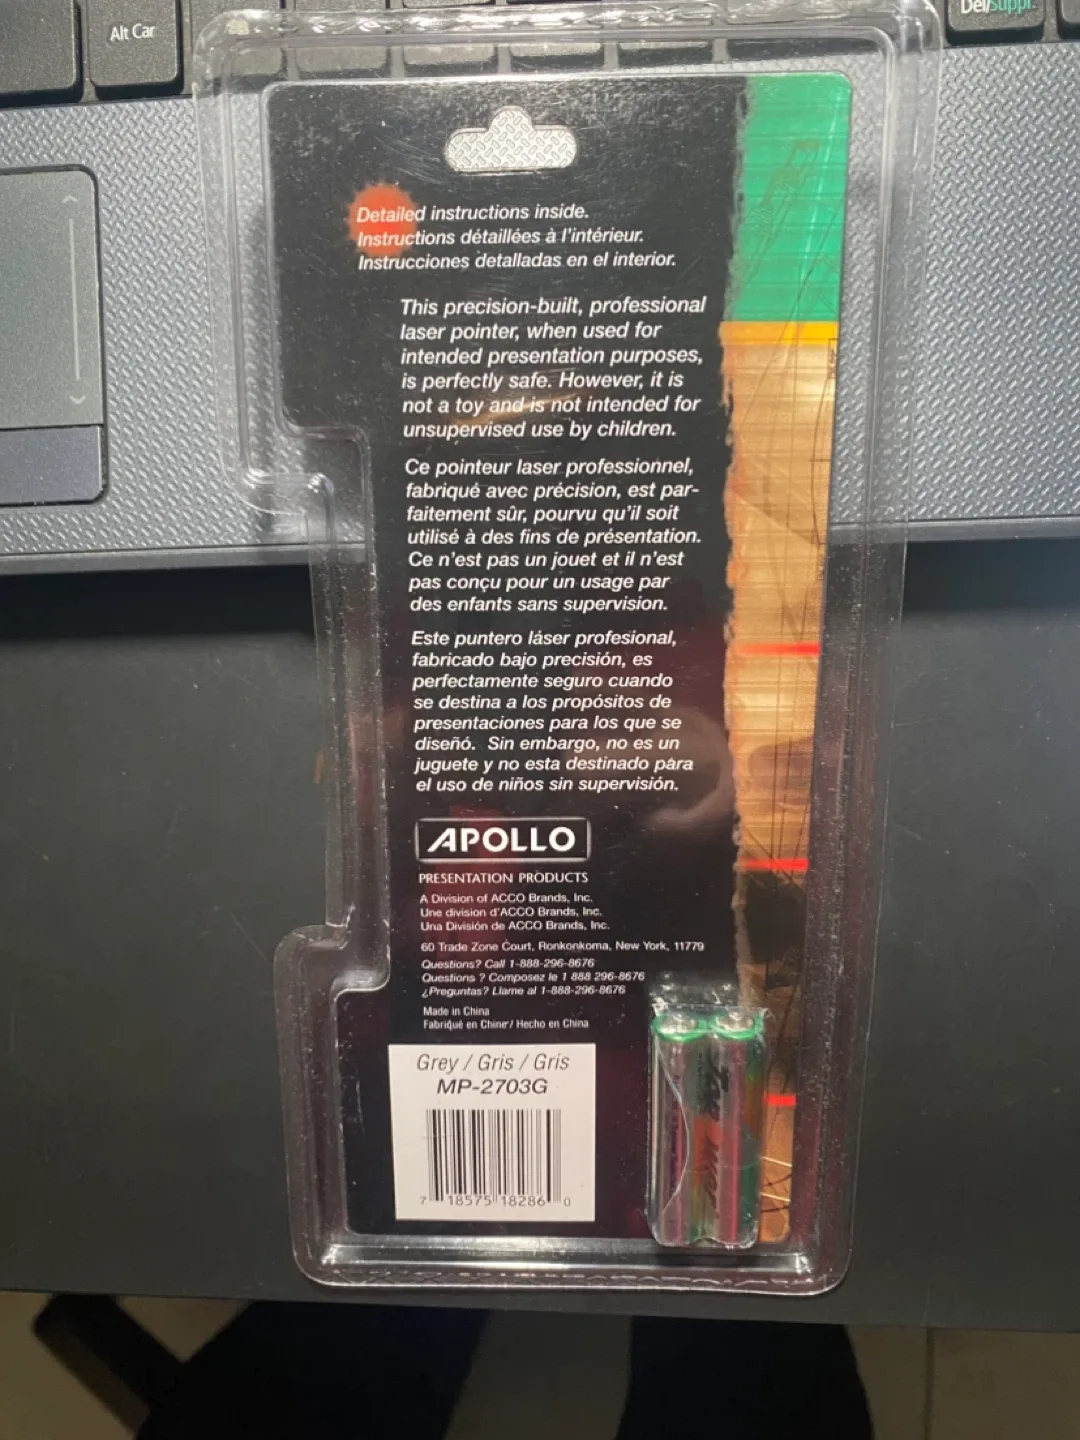 Alt Car
Del/Suppr.
Detailed instructions inside.
Instructions détaillées à l'intérieur.
Instrucciones detalladas en el interior.
This precision-built, professional
laser pointer, when used for
intended presentation purposes,
is perfectly safe. However, it is
not a toy and is not intended for
unsupervised use by children.
Ce pointeur laser professionnel,
fabriqué avec précision, est par-
faitement sûr, pourvu qu'il soit
utilisé à des fins de présentation.
Ce n'est pas un jouet et il n'est
pas conçu pour un usage par
des enfants sans supervision.
Este puntero láser profesional,
fabricado bajo precisión, es
perfectamente seguro cuando
se destina a los propósitos de
presentaciones para los que se
diseñó. Sin embargo, no es un
juguete y no esta destinado para
el uso de niños sin supervisión.
APOLLO
PRESENTATION PRODUCTS
A Division of ACCO Brands, Inc.
Une division d'ACCO Brands, Inc.
Una División de ACCO Brands, Inc.
60 Trade Zone Court, Ronkonkoma, New York, 11779
Questions? Call 1-888-296-8676
Questions ? Composez le 1 888 296-8676
¿Preguntas? Llame al 1-888-296-8676
Made in China
Fabriqué en Chine / Hecho en China
Grey / Gris / Gris
MP-2703G
7 18575 18286 0